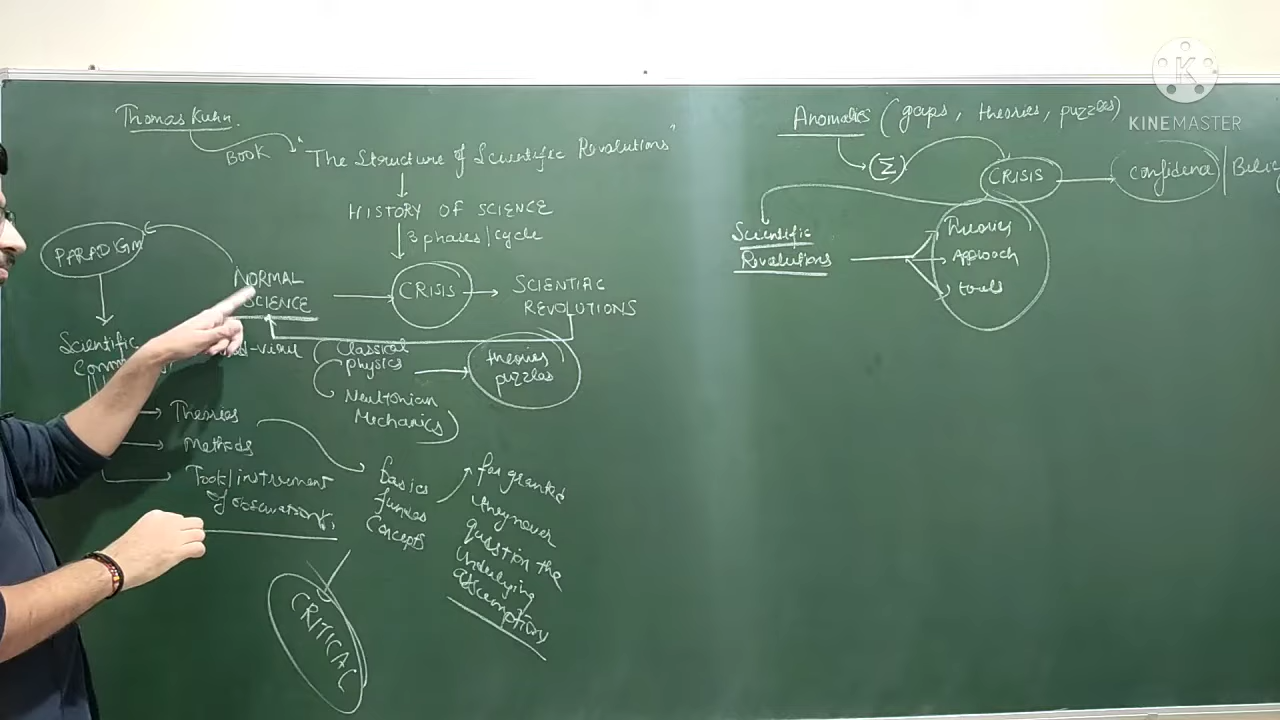 Thomas Kuhn.
BOOK
"The Structure of Scientific Revolutions"
HISTORY OF SCIENCE
3 phases/cycle
PARADIGM
NORMAL
SCIENCE
CRISIS
SCIENTIFIC
REVOLUTIONS
Scientific
Classical
physics
Newtonian
Mechanics
theories
puzzles
Theories
Methods
Tools/instrument
of observations.
Basics
Concepts
for granted
they never
question the
underlying
assumptions
CRITICAL
Anomalies (gaps, theories, puzzles)
(Σ)
CRISIS
Confidence |
Scientific
Revolutions
Theories
Approach
tools
K
KINEMASTER